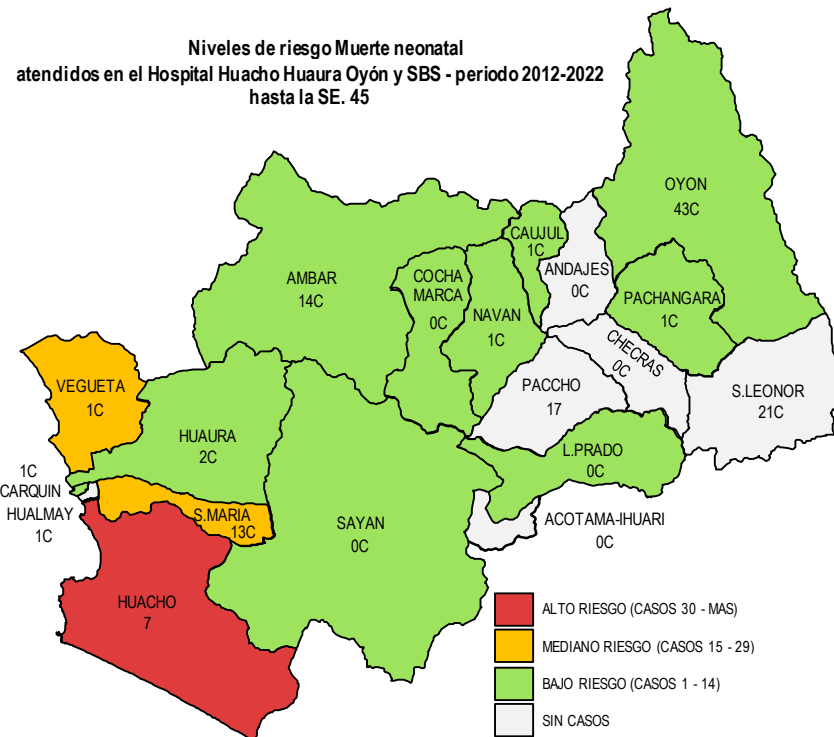 Niveles de riesgo Muerte neonatal
atendidos en el Hospital Huacho Huaura Oyón y SBS - periodo 2012-2022
hasta la SE. 45
OYON
43C
CAUJUL
1C
ANDAJES
0C
AMBAR
14C
COCHA
MARCA
0C
NAVAN
1C
PACHANGARA
1C
CHECRAS
0C
VEGUETA
1C
PACCHO
17
S.LEONOR
21C
HUAURA
2C
L.PRADO
0C
1C
CARQUIN
HUALMAY
1C
S.MARIA
13C
SAYAN
0C
ACOTAMA-IHUARI
0C
HUACHO
7
ALTO RIESGO (CASOS 30 - MAS)
MEDIANO RIESGO (CASOS 15 - 29)
BAJO RIESGO (CASOS 1 - 14)
SIN CASOS